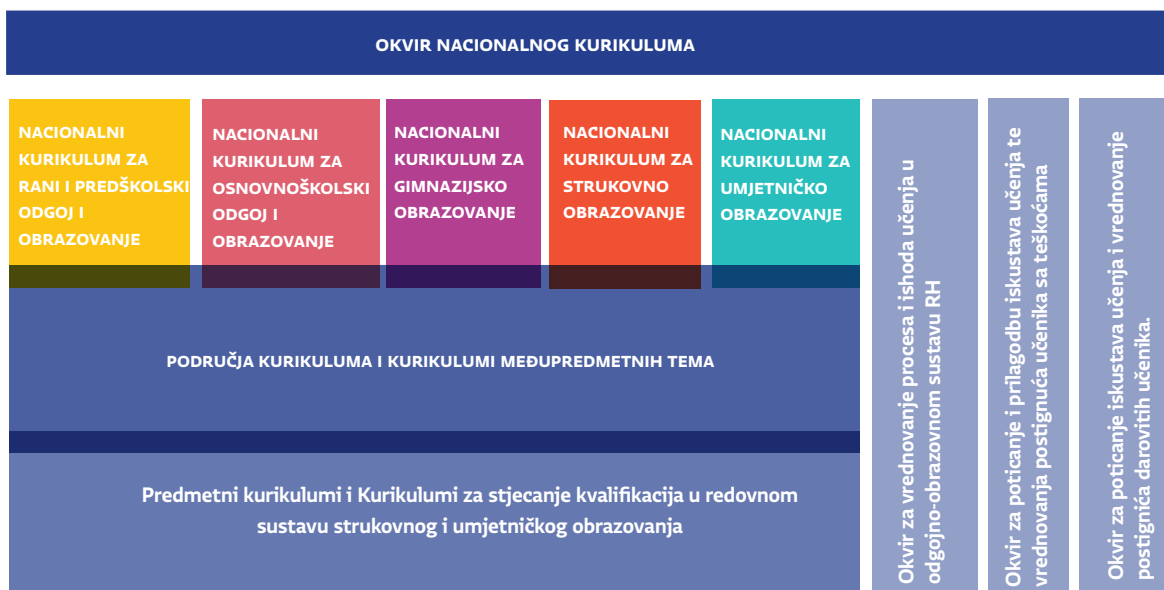 OKVIR NACIONALNOG KURIKULUMA
NACIONALNI
KURIKULUM ZA
RANI I PREDŠKOLSKI
ODGOJ I
OBRAZOVANJE
NACIONALNI
KURIKULUM ZA
OSNOVNOŠKOLSKI
ODGOJ I
OBRAZOVANJE
NACIONALNI
KURIKULUM ZA
GIMNAZIJSKO
OBRAZOVANJE
NACIONALNI
KURIKULUM ZA
STRUKOVNO
OBRAZOVANJE
NACIONALNI
KURIKULUM ZA
UMJETNIČKO
OBRAZOVANJE
PODRUČJA KURIKULUMA I KURIKULUMI MEĐUPREDMETNIH TEMA
Predmetni kurikulumi i Kurikulumi za stjecanje kvalifikacija u redovnom
sustavu strukovnog i umjetničkog obrazovanja
Okvir za vrednovanje procesa i ishoda učenja u
odgojno-obrazovnom sustavu RH
Okvir za poticanje i prilagodbu iskustava učenja te
vrednovanja postignuća učenika sa teškoćama
Okvir za poticanje iskustava učenja i vrednovanje
postignića darovitih učenika.